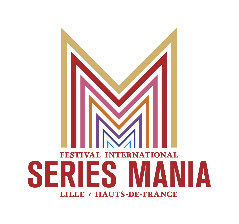 FESTIVAL INTERNATIONAL
SERIES MANIA
LILLE / HAUTS-DE-FRANCE